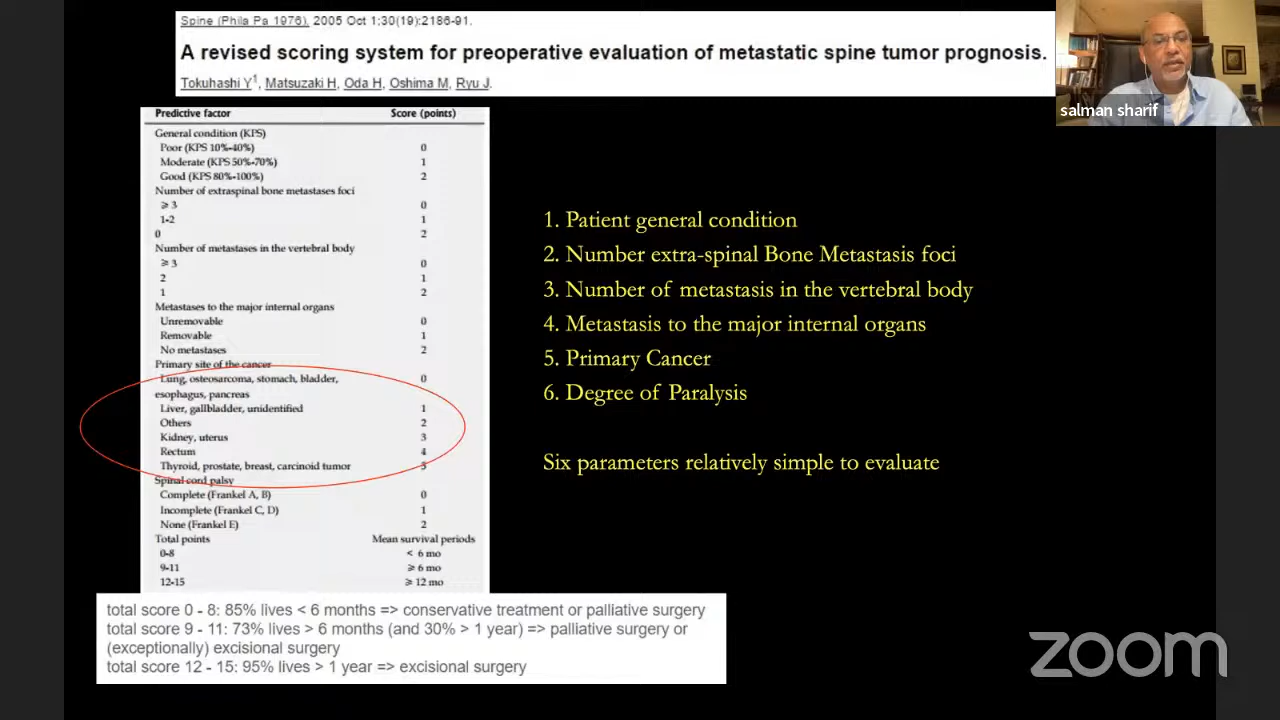 Spine (Phila Pa 1976), 2005 Oct 1;30(19):2186-91.
A revised scoring system for preoperative evaluation of metastatic spine tumor prognosis.
Tokuhashi Y1, Matsuzaki H, Oda H, Oshima M, Ryu J.
salman sharif
Predictive factor Score (points)
General condition (KPS)
Poor (KPS 10%-40%) 0
Moderate (KPS 50%-70%) 1
Good (KPS 80%-100%) 2
Number of extraspinal bone metastases foci
≥ 3 0
1-2 1
0 2
Number of metastases in the vertebral body
≥ 3 0
2 1
1 2
Metastases to the major internal organs
Unremovable 0
Removable 1
No metastases 2
Primary site of the cancer
Lung, osteosarcoma, stomach, bladder, 0
esophagus, pancreas
Liver, gallbladder, unidentified 1
Others 2
Kidney, uterus 3
Rectum 4
Thyroid, prostate, breast, carcinoid tumor 5
Spinal cord palsy
Complete (Frankel A, B) 0
Incomplete (Frankel C, D) 1
None (Frankel E) 2
Total points Mean survival periods
0-8 < 6 mo
9-11 ≥ 6 mo
12-15 ≥ 12 mo
1. Patient general condition
2. Number extra-spinal Bone Metastasis foci
3. Number of metastasis in the vertebral body
4. Metastasis to the major internal organs
5. Primary Cancer
6. Degree of Paralysis
Six parameters relatively simple to evaluate
total score 0 - 8: 85% lives < 6 months => conservative treatment or palliative surgery
total score 9 - 11: 73% lives > 6 months (and 30% > 1 year) => palliative surgery or
(exceptionally) excisional surgery
total score 12 - 15: 95% lives > 1 year => excisional surgery
zoom